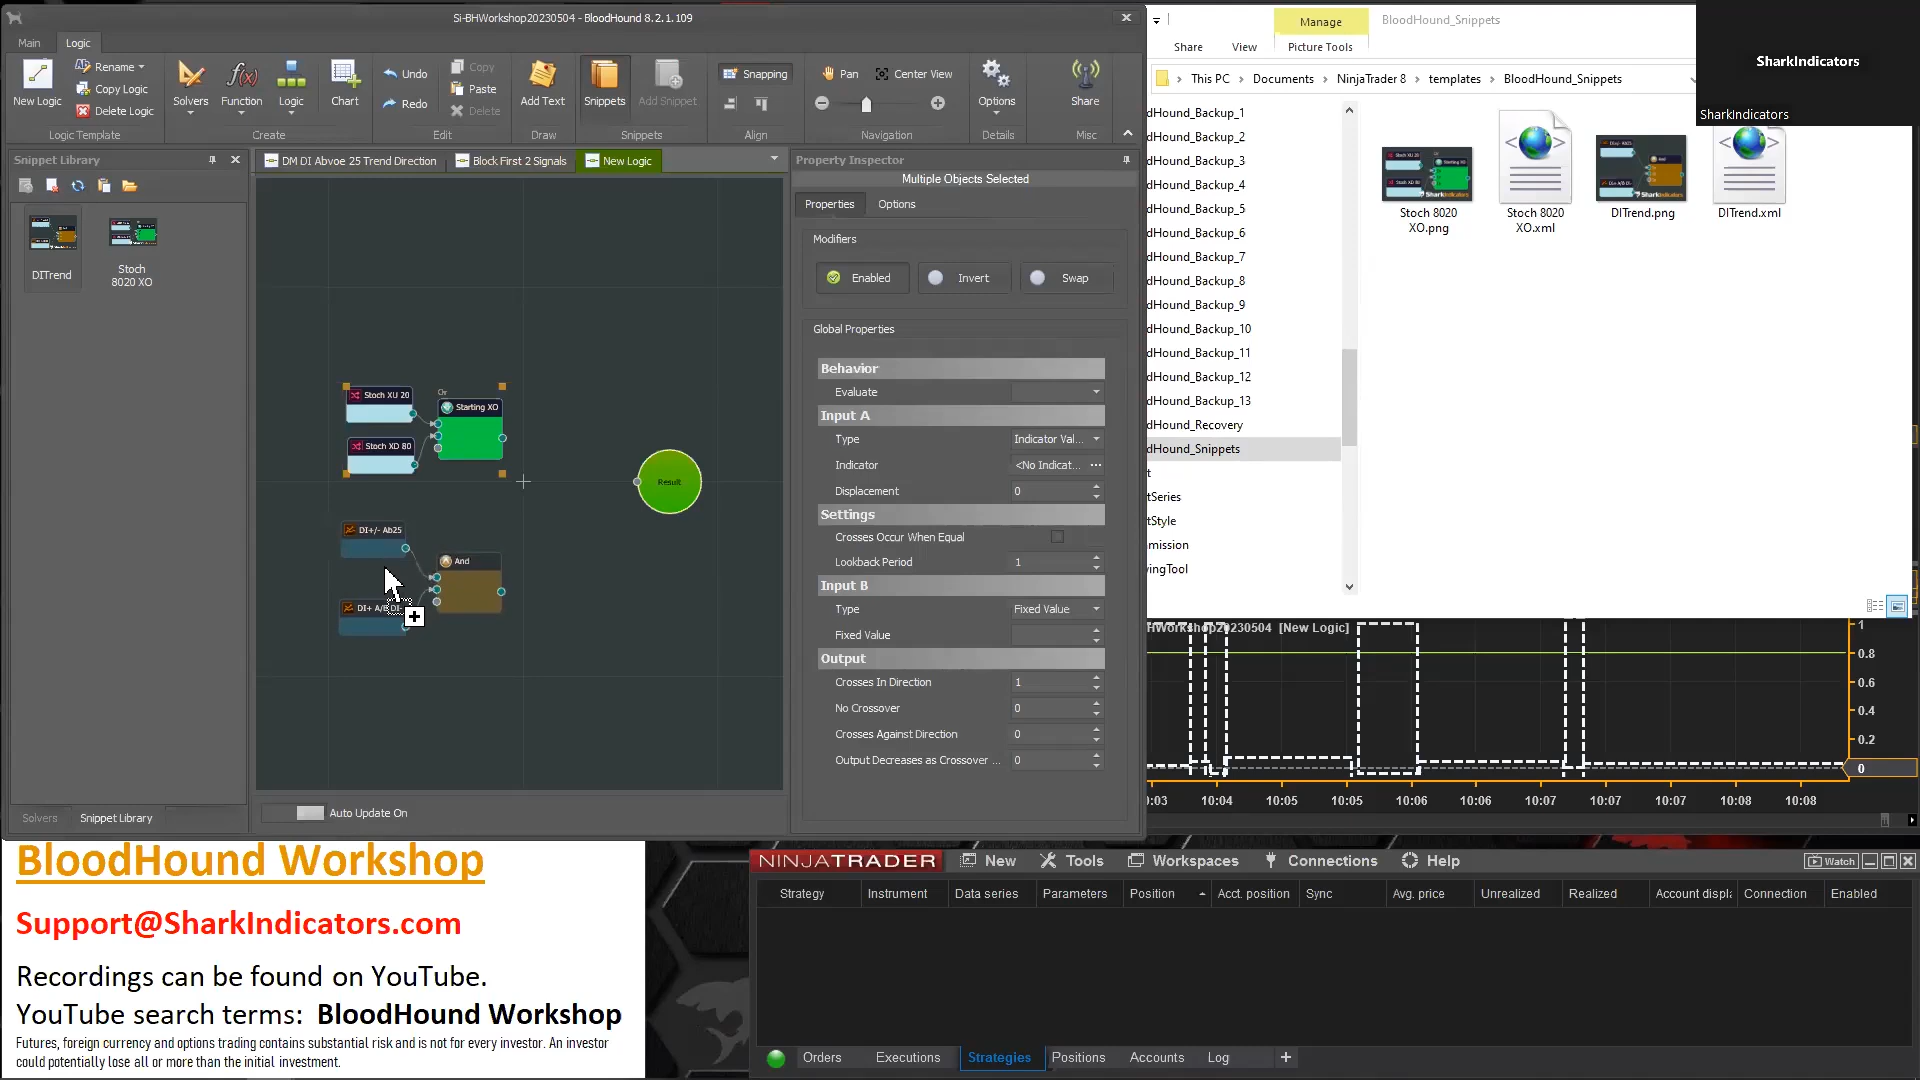 Si-BHWorkshop20230504 - BloodHound 8.2.1.109
Main
Logic
New Logic
Rename
Copy Logic
Delete Logic
Logic Template
Solvers
Function
Logic
Chart
Create
Undo
Redo
Copy
Paste
Delete
Edit
Add Text
Draw
Snippets
Add Snippet
Snippets
Snapping
Align
Pan
Center View
Navigation
Options
Details
Share
Misc
Snippet Library
DITrend
Stoch
8020 XO
Solvers
Snippet Library
DM DI Abvoe 25 Trend Direction
Block First 2 Signals
New Logic
Stoch XU 20
Stoch XD 80
Or
Starting XO
DI+/- Ab25
DI+ A/B DI-
And
Result
Auto Update On
Property Inspector
Multiple Objects Selected
Properties
Options
Modifiers
Enabled
Invert
Swap
Global Properties
Behavior
Evaluate
Input A
Type
Indicator Val...
Indicator
<No Indicat...
Displacement
0
Settings
Crosses Occur When Equal
Lookback Period
1
Input B
Type
Fixed Value
Fixed Value
Output
Crosses In Direction
1
No Crossover
0
Crosses Against Direction
0
Output Decreases as Crossover ...
0
Manage
BloodHound_Snippets
Share
View
Picture Tools
This PC
Documents
NinjaTrader 8
templates
BloodHound_Snippets
dHound_Backup_1
dHound_Backup_2
dHound_Backup_3
dHound_Backup_4
dHound_Backup_5
dHound_Backup_6
dHound_Backup_7
dHound_Backup_8
dHound_Backup_9
dHound_Backup_10
dHound_Backup_11
dHound_Backup_12
dHound_Backup_13
dHound_Recovery
dHound_Snippets
t
tSeries
tStyle
mission
vingTool
Stoch 8020
XO.png
Stoch 8020
XO.xml
DITrend.png
DITrend.xml
SharkIndicators
SharkIndicators
HWorkshop20230504 [New Logic]
1
0.8
0.6
0.4
0.2
0
):03
10:04
10:05
10:05
10:06
10:06
10:07
10:07
10:07
10:08
10:08
BloodHound Workshop
Support@SharkIndicators.com
Recordings can be found on YouTube.
YouTube search terms: BloodHound Workshop
Futures, foreign currency and options trading contains substantial risk and is not for every investor. An investor
could potentially lose all or more than the initial investment.
NINJATRADER
New
Tools
Workspaces
Connections
Help
Watch
Strategy
Instrument
Data series
Parameters
Position
Acct. position
Sync
Avg. price
Unrealized
Realized
Account displa
Connection
Enabled
Orders
Executions
Strategies
Positions
Accounts
Log
+